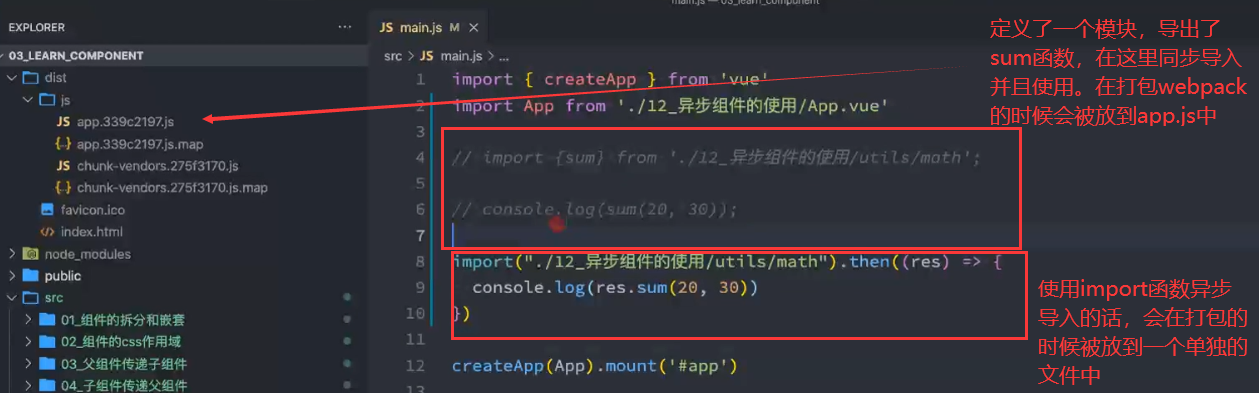 main.js — 03_learn_component
EXPLORER
···
JS main.js M ×
03_LEARN_COMPONENT
src > JS main.js > ...
dist
js
JS app.339c2197.js
{..} app.339c2197.js.map
JS chunk-vendors.275f3170.js
{..} chunk-vendors.275f3170.js.map
favicon.ico
<> index.html
node_modules
public
src
01_组件的拆分和嵌套
02_组件的css作用域
03_父组件传递子组件
04_子组件传递父组件
1 import { createApp } from 'vue'
2 import App from './12_异步组件的使用/App.vue'
3
4 // import {sum} from './12_异步组件的使用/utils/math';
5
6 // console.log(sum(20, 30));
7
8 import("./12_异步组件的使用/utils/math").then((res) => {
9 console.log(res.sum(20, 30))
10 })
11
12 createApp(App).mount('#app')
13
定义了一个模块，导出了
sum函数，在这里同步导入
并且使用。在打包webpack
的时候会被放到app.js中
使用import函数异步
导入的话，会在打包的
时候被放到一个单独的
文件中